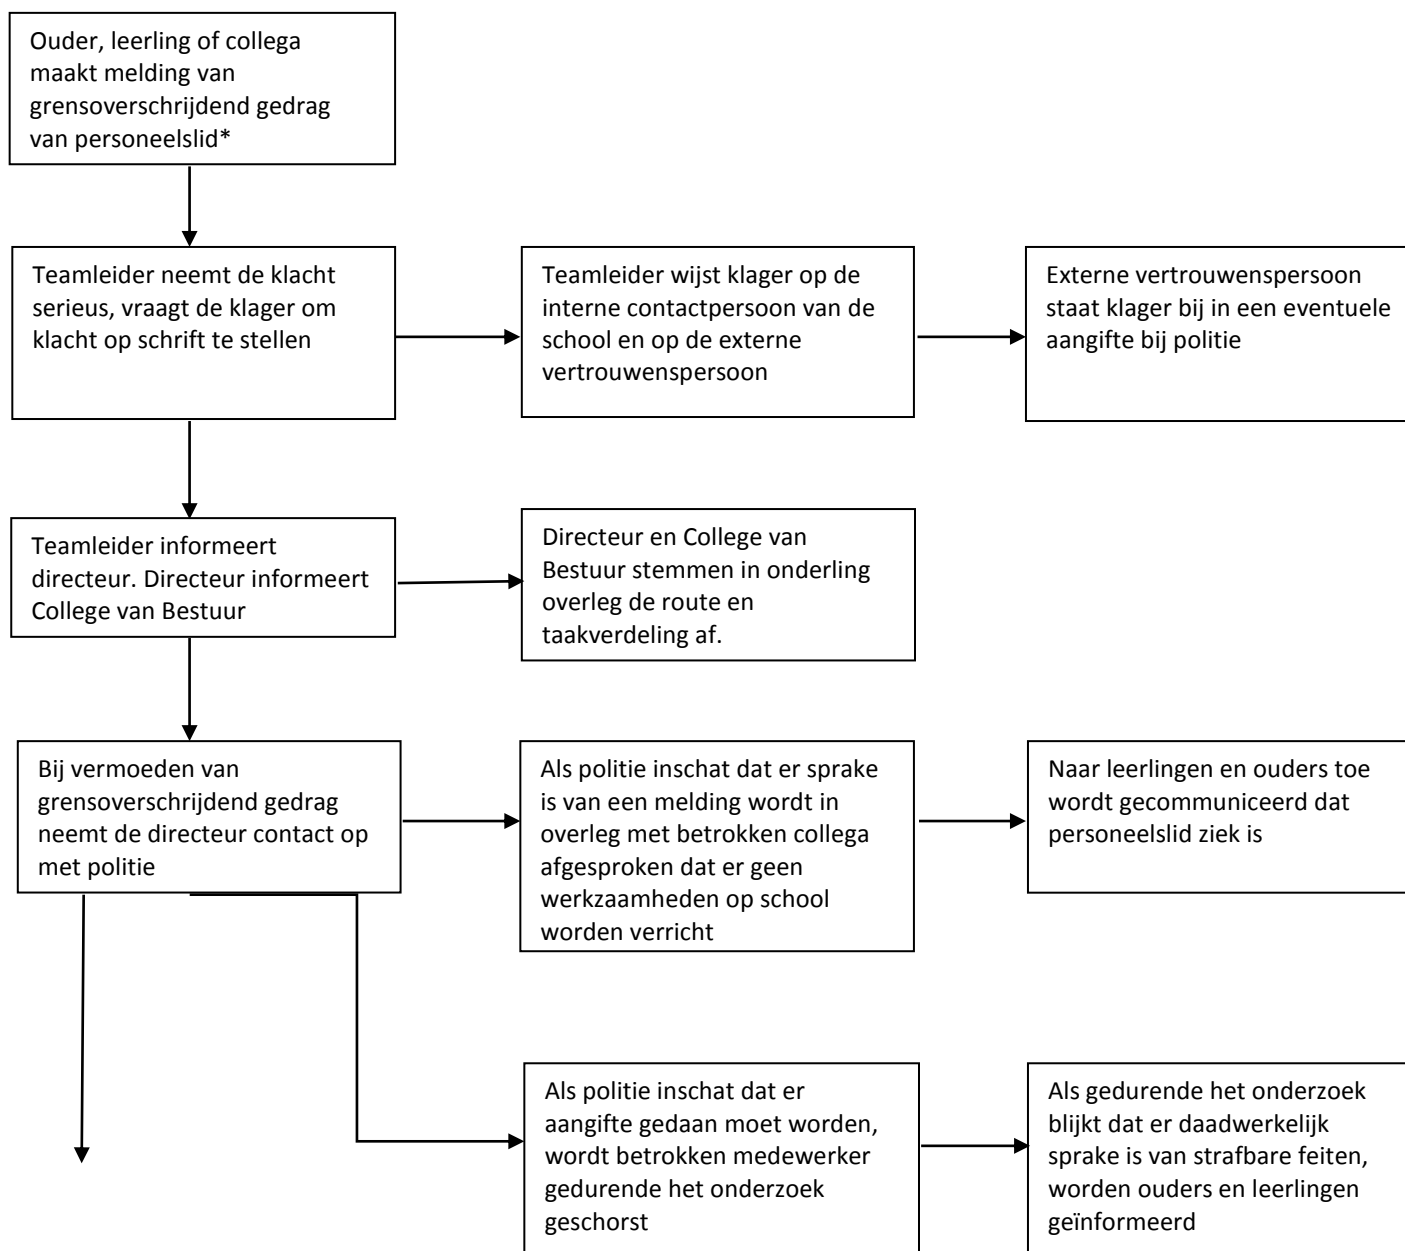 Ouder, leerling of collega
maakt melding van
grensoverschrijdend gedrag
van personeelslid*
Teamleider neemt de klacht
serieus, vraagt de klager om
klacht op schrift te stellen
Teamleider wijst klager op de
interne contactpersoon van de
school en op de externe
vertrouwenspersoon
Externe vertrouwenspersoon
staat klager bij in een eventuele
aangifte bij politie
Teamleider informeert
directeur. Directeur informeert
College van Bestuur
Directeur en College van
Bestuur stemmen in onderling
overleg de route en
taakverdeling af.
Bij vermoeden van
grensoverschrijdend gedrag
neemt de directeur contact op
met politie
Als politie inschat dat er sprake
is van een melding wordt in
overleg met betrokken collega
afgesproken dat er geen
werkzaamheden op school
worden verricht
Naar leerlingen en ouders toe
wordt gecommuniceerd dat
personeelslid ziek is
Als politie inschat dat er
aangifte gedaan moet worden,
wordt betrokken medewerker
gedurende het onderzoek
geschorst
Als gedurende het onderzoek
blijkt dat er daadwerkelijk
sprake is van strafbare feiten,
worden ouders en leerlingen
geïnformeerd